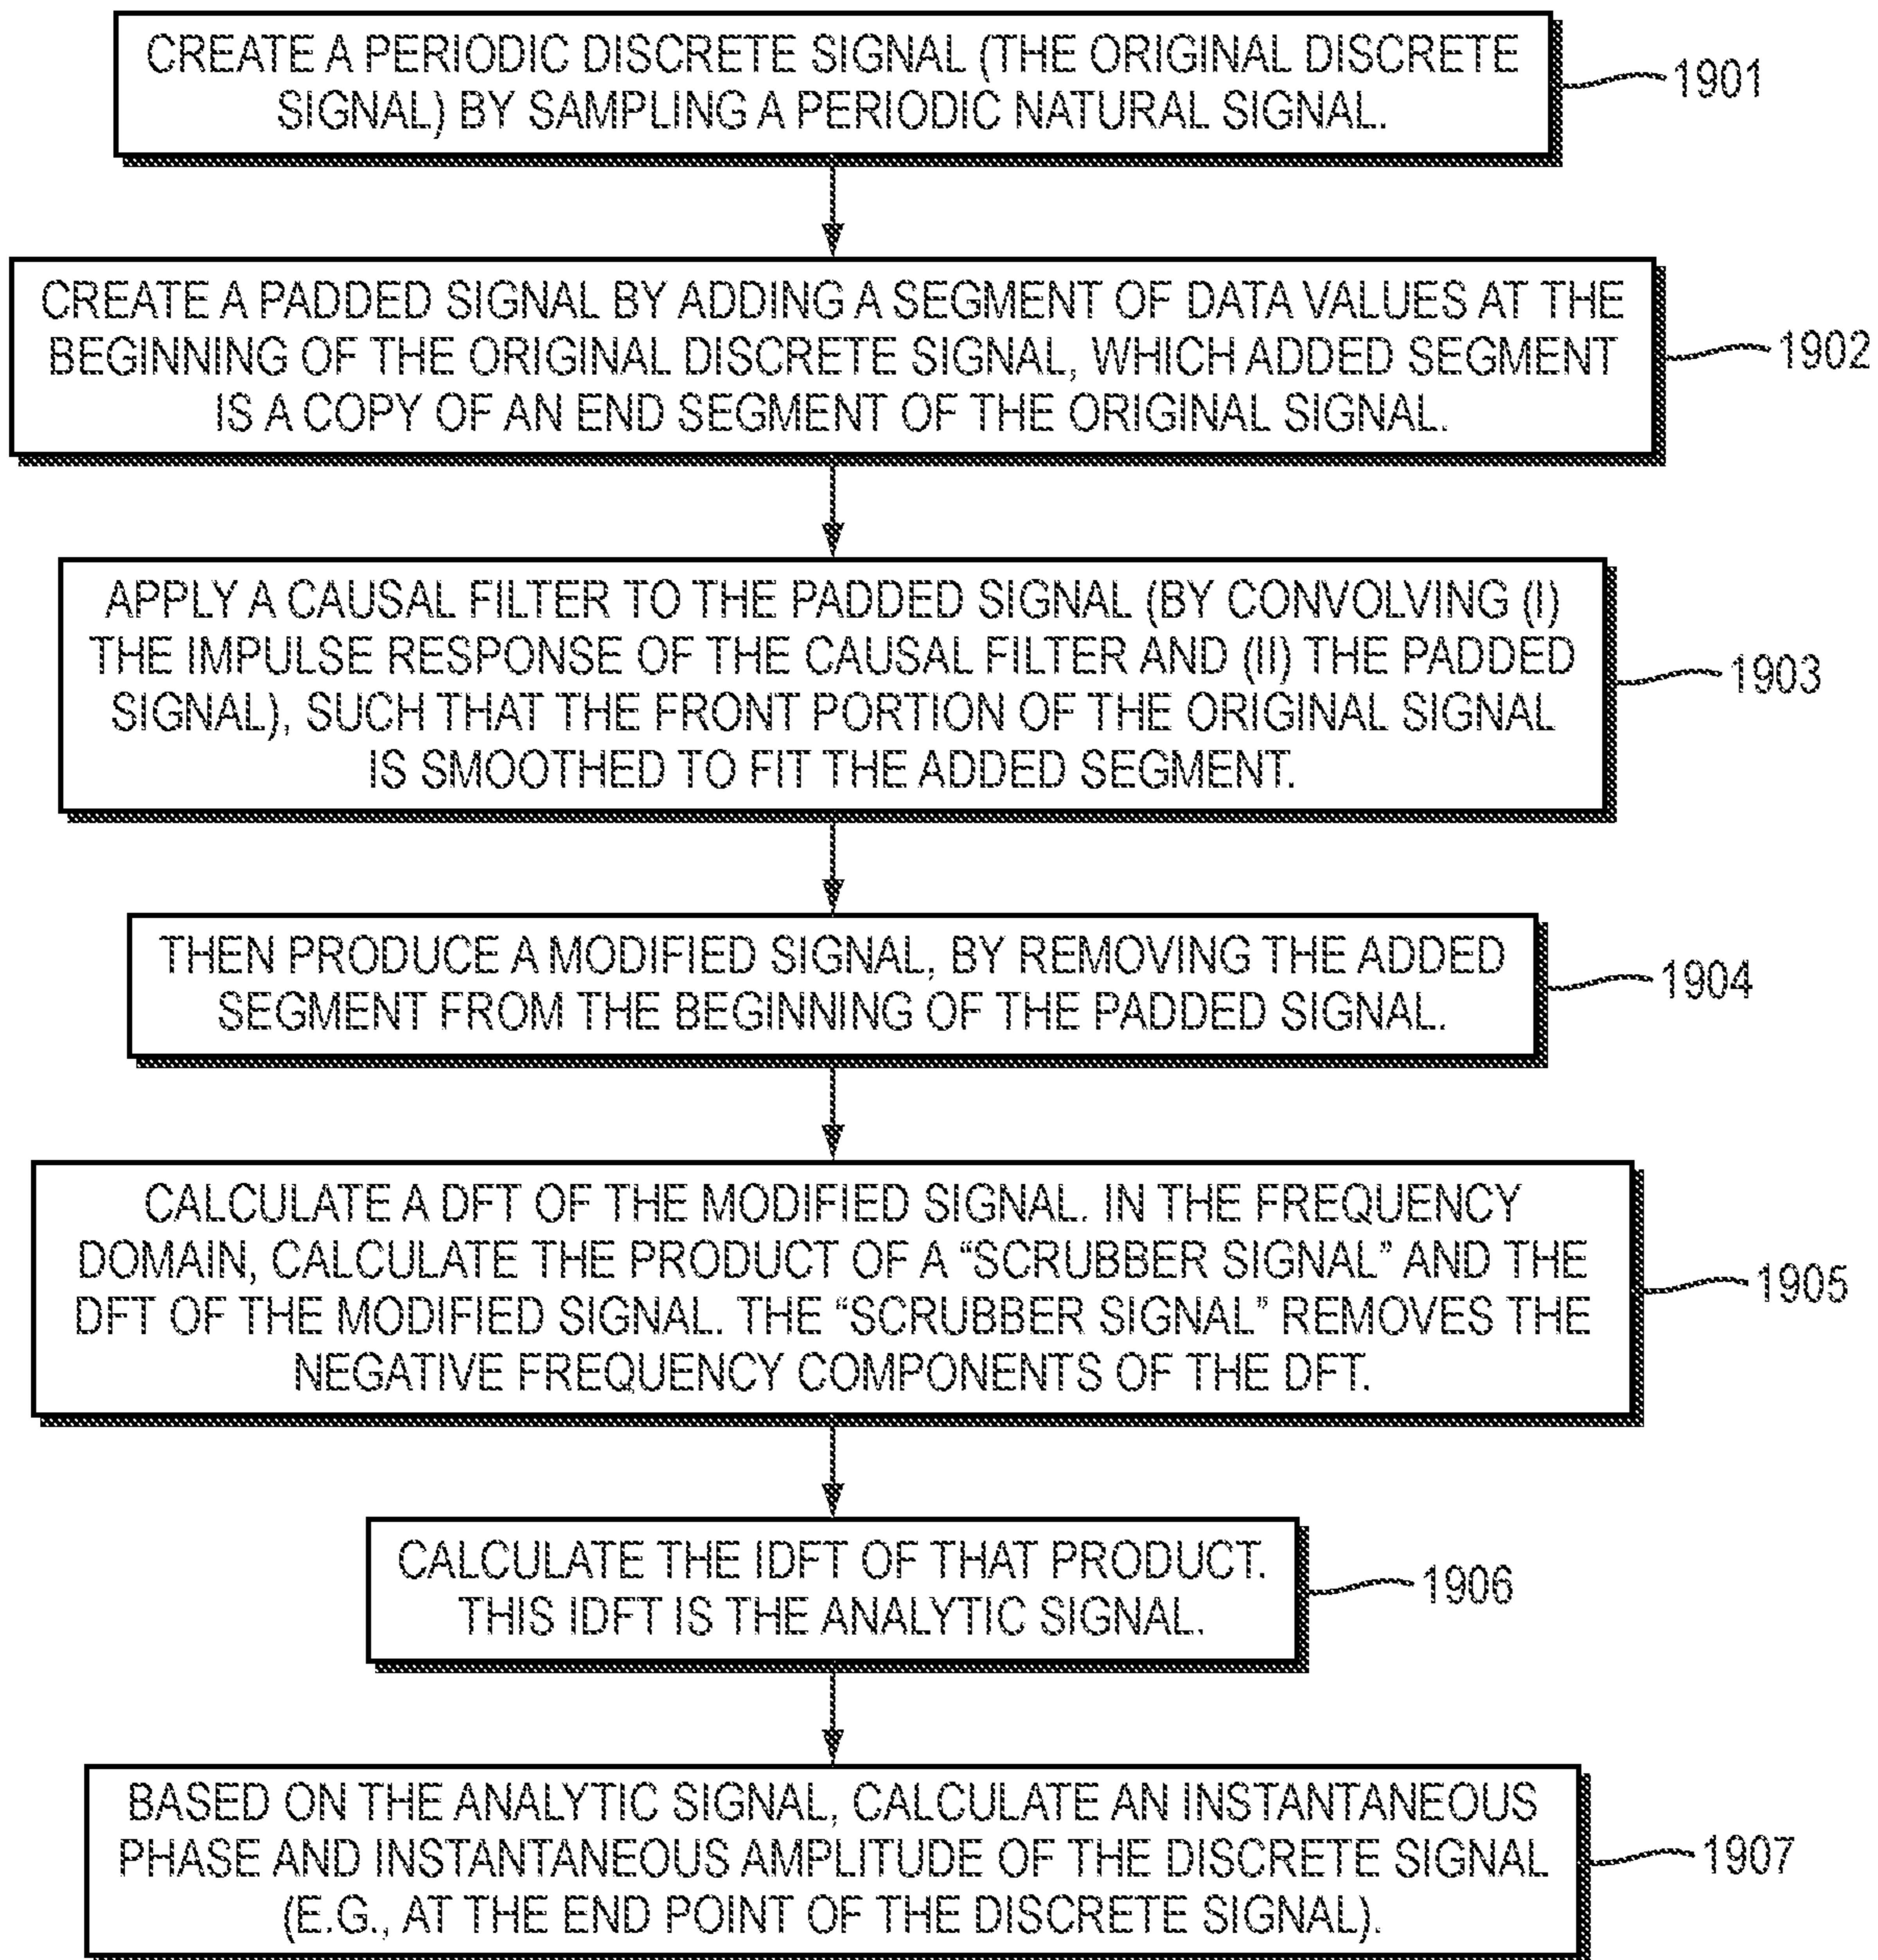 CREATE A PERIODIC DISCRETE SIGNAL (THE ORIGINAL DISCRETE
SIGNAL) BY SAMPLING A PERIODIC NATURAL SIGNAL.
1901
CREATE A PADDED SIGNAL BY ADDING A SEGMENT OF DATA VALUES AT THE
BEGINNING OF THE ORIGINAL DISCRETE SIGNAL, WHICH ADDED SEGMENT
IS A COPY OF AN END SEGMENT OF THE ORIGINAL SIGNAL.
1902
APPLY A CAUSAL FILTER TO THE PADDED SIGNAL (BY CONVOLVING (I)
THE IMPULSE RESPONSE OF THE CAUSAL FILTER AND (II) THE PADDED
SIGNAL), SUCH THAT THE FRONT PORTION OF THE ORIGINAL SIGNAL
IS SMOOTHED TO FIT THE ADDED SEGMENT.
1903
THEN PRODUCE A MODIFIED SIGNAL, BY REMOVING THE ADDED
SEGMENT FROM THE BEGINNING OF THE PADDED SIGNAL.
1904
CALCULATE A DFT OF THE MODIFIED SIGNAL. IN THE FREQUENCY
DOMAIN, CALCULATE THE PRODUCT OF A “SCRUBBER SIGNAL” AND THE
DFT OF THE MODIFIED SIGNAL. THE “SCRUBBER SIGNAL” REMOVES THE
NEGATIVE FREQUENCY COMPONENTS OF THE DFT.
1905
CALCULATE THE IDFT OF THAT PRODUCT.
THIS IDFT IS THE ANALYTIC SIGNAL.
1906
BASED ON THE ANALYTIC SIGNAL, CALCULATE AN INSTANTANEOUS
PHASE AND INSTANTANEOUS AMPLITUDE OF THE DISCRETE SIGNAL
(E.G., AT THE END POINT OF THE DISCRETE SIGNAL).
1907